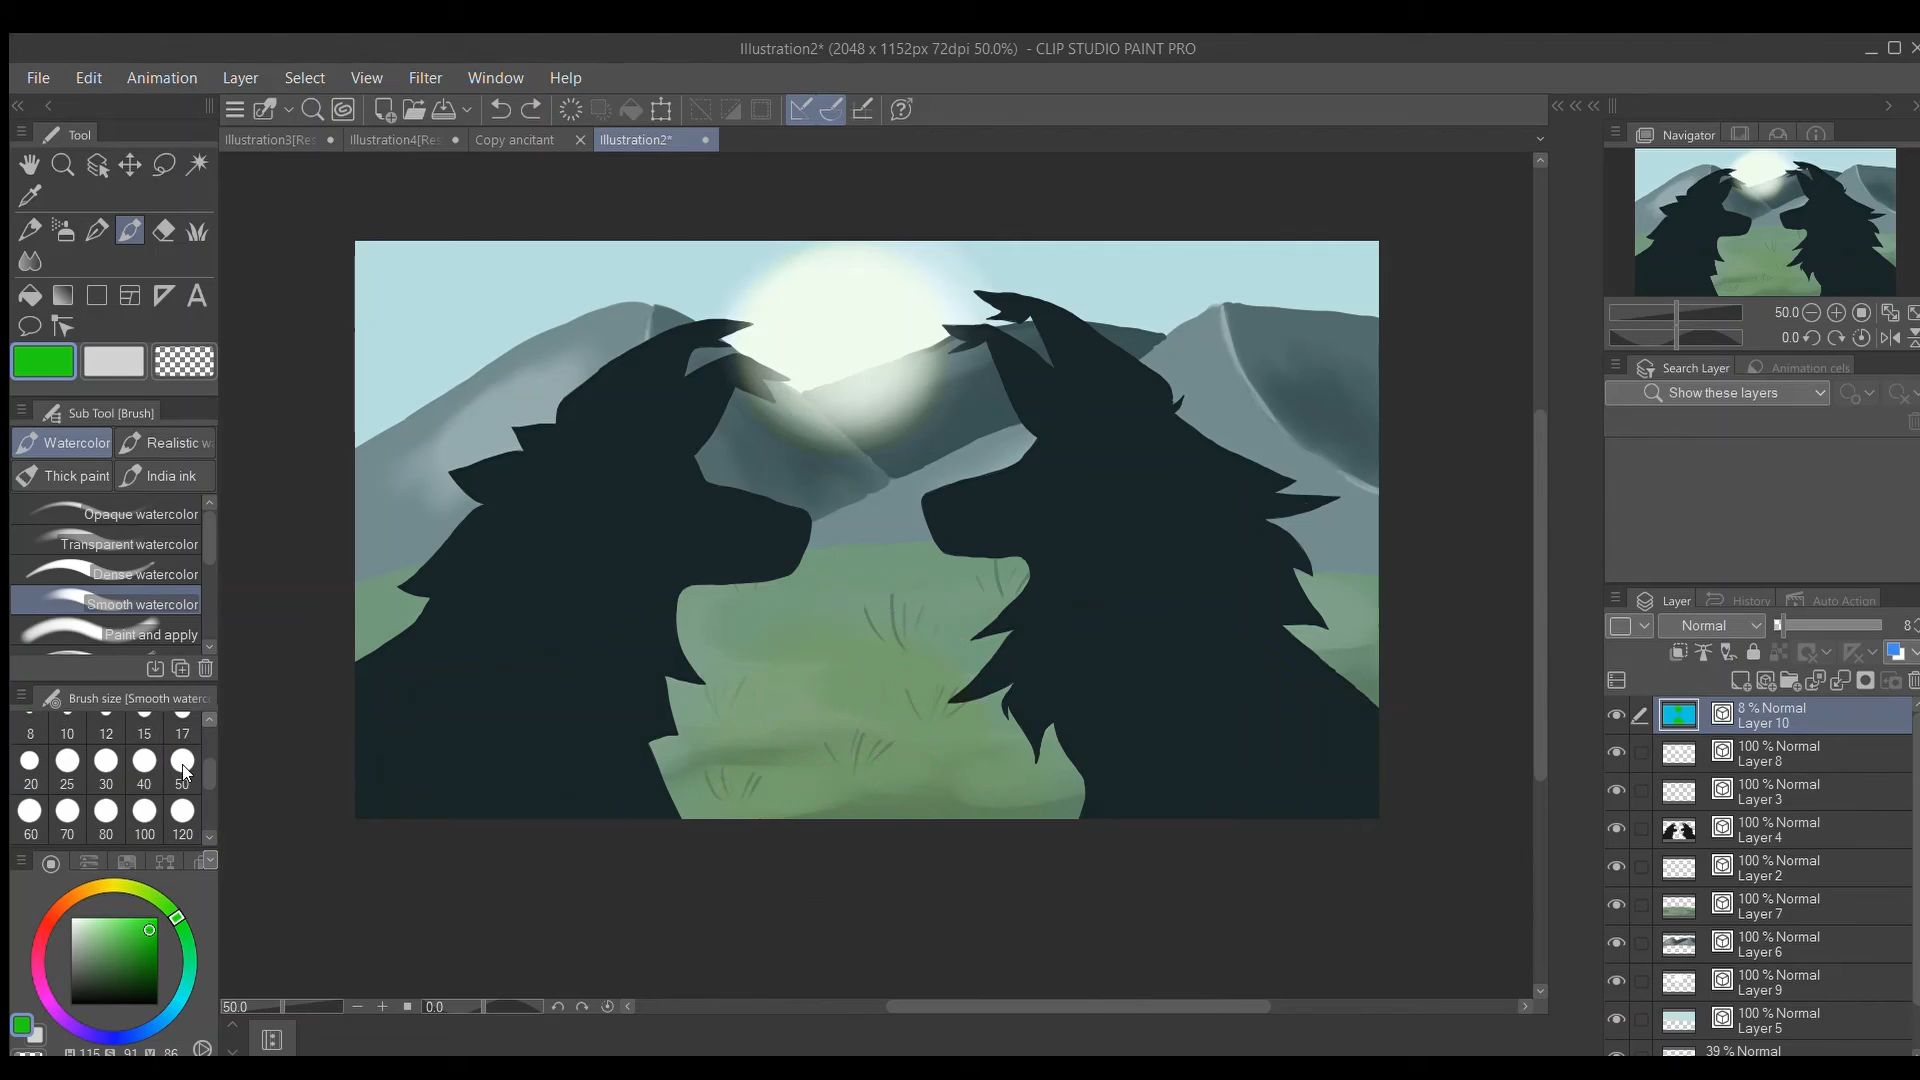 Illustration2* (2048 x 1152px 72dpi 50.0%) - CLIP STUDIO PAINT PRO
File Edit Animation Layer Select View Filter Window Help
Tool
Illustration3[Res Illustration4[Res Copy ancitant Illustration2*
Navigator
50.0
0.0
Search Layer Animation cels
Show these layers
Sub Tool [Brush]
Watercolor Realistic w
Thick paint India ink
Opaque watercolor
Transparent watercolor
Dense watercolor
Smooth watercolor
Paint and apply
Brush size [Smooth waterc
8 10 12 15 17
20 25 30 40 50
60 70 80 100 120
H 115 S 91 V 86
50.0 0.0
Layer History Auto Action
Normal 8
8 % Normal
Layer 10
100 % Normal
Layer 8
100 % Normal
Layer 3
100 % Normal
Layer 4
100 % Normal
Layer 2
100 % Normal
Layer 7
100 % Normal
Layer 6
100 % Normal
Layer 9
100 % Normal
Layer 5
39 % Normal